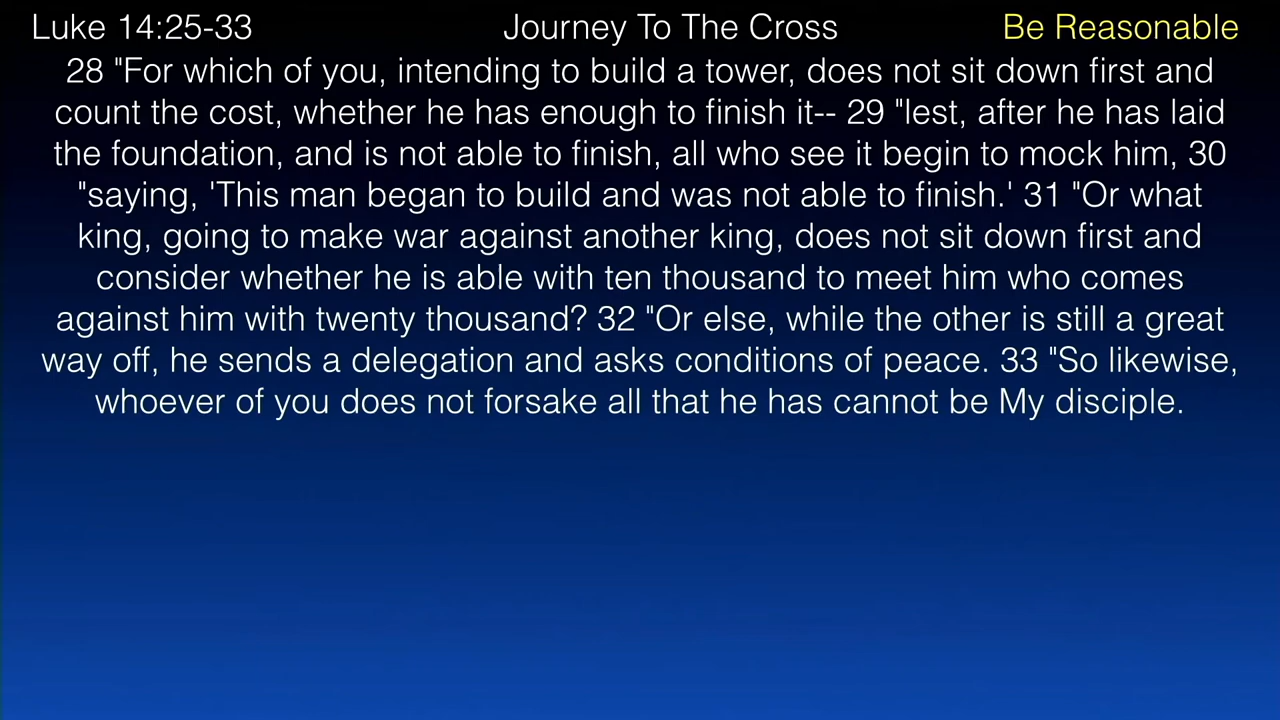 Luke 14:25-33 Journey To The Cross Be Reasonable
28 "For which of you, intending to build a tower, does not sit down first and
count the cost, whether he has enough to finish it-- 29 "lest, after he has laid
the foundation, and is not able to finish, all who see it begin to mock him, 30
"saying, 'This man began to build and was not able to finish.' 31 "Or what
king, going to make war against another king, does not sit down first and
consider whether he is able with ten thousand to meet him who comes
against him with twenty thousand? 32 "Or else, while the other is still a great
way off, he sends a delegation and asks conditions of peace. 33 "So likewise,
whoever of you does not forsake all that he has cannot be My disciple.